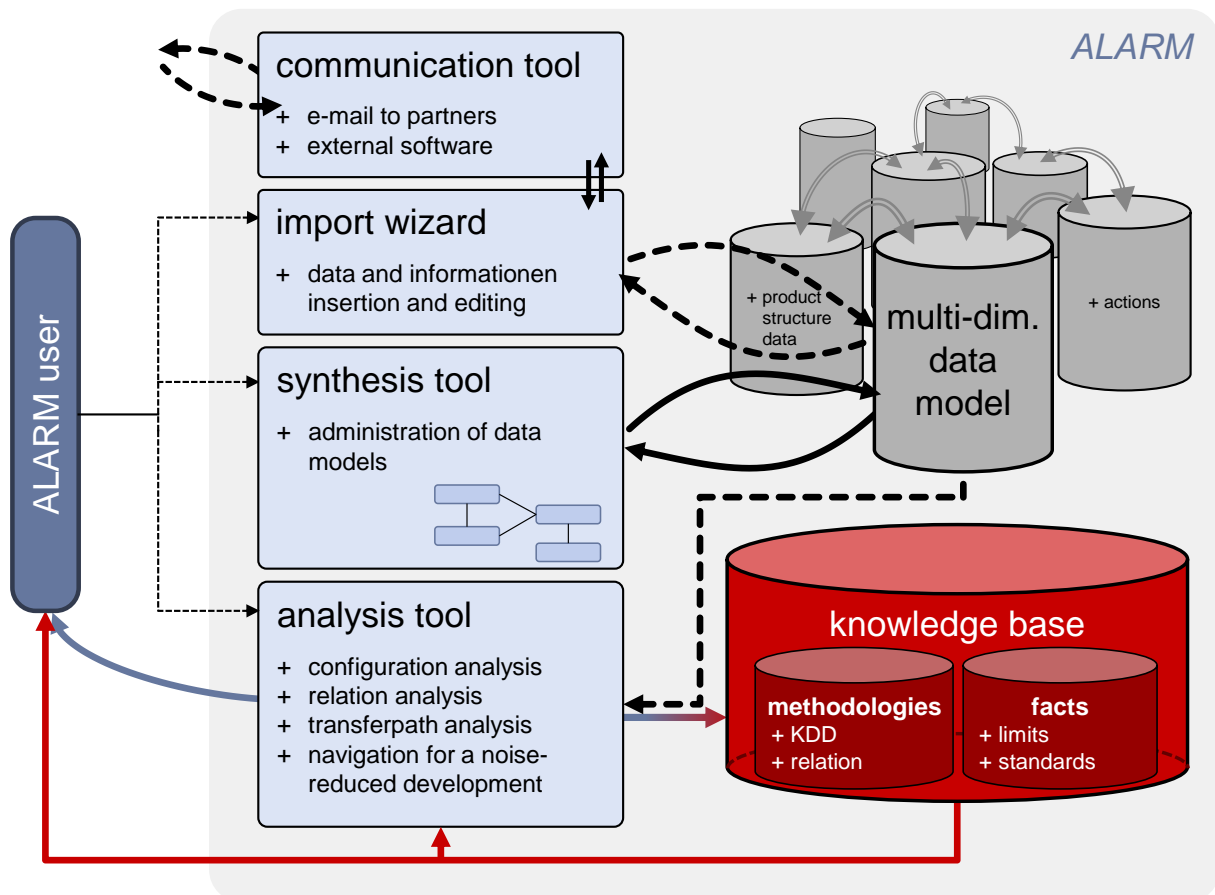 ALARM
communication tool
+ e-mail to partners
+ external software
import wizard
+ data and informationen
insertion and editing
synthesis tool
+ administration of data
models
analysis tool
+ configuration analysis
+ relation analysis
+ transferpath analysis
+ navigation for a noise-
reduced development
ALARM user
+ product
structure
data
multi-dim.
data
model
+ actions
knowledge base
methodologies
+ KDD
+ relation
facts
+ limits
+ standards